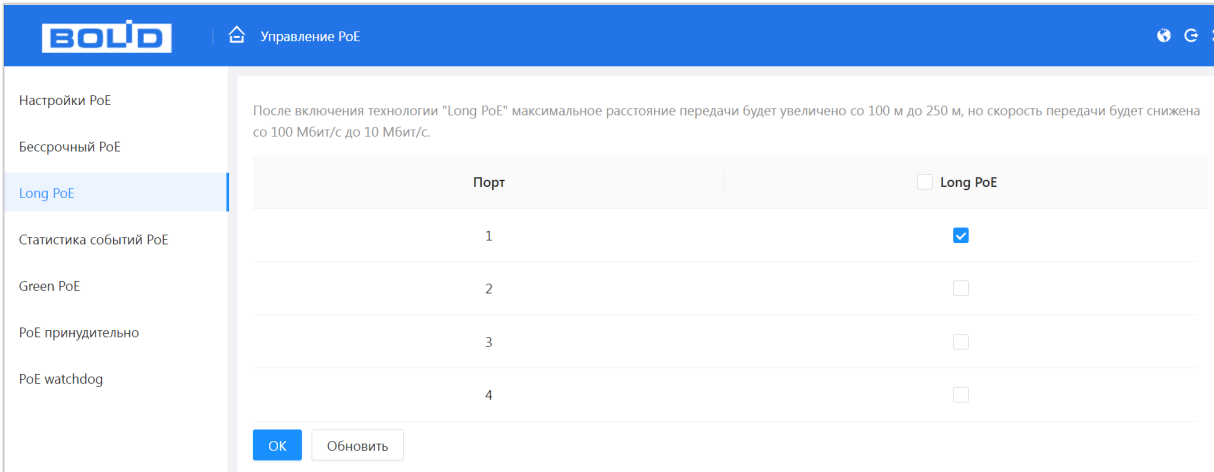 BOLID
Управление PoE
Настройки PoE
Бессрочный PoE
Long PoE
Статистика событий PoE
Green PoE
PoE принудительно
PoE watchdog
После включения технологии "Long PoE" максимальное расстояние передачи будет увеличено со 100 м до 250 м, но скорость передачи будет снижена
со 100 Мбит/с до 10 Мбит/с.
Порт Long PoE
1
2
3
4
OK Обновить